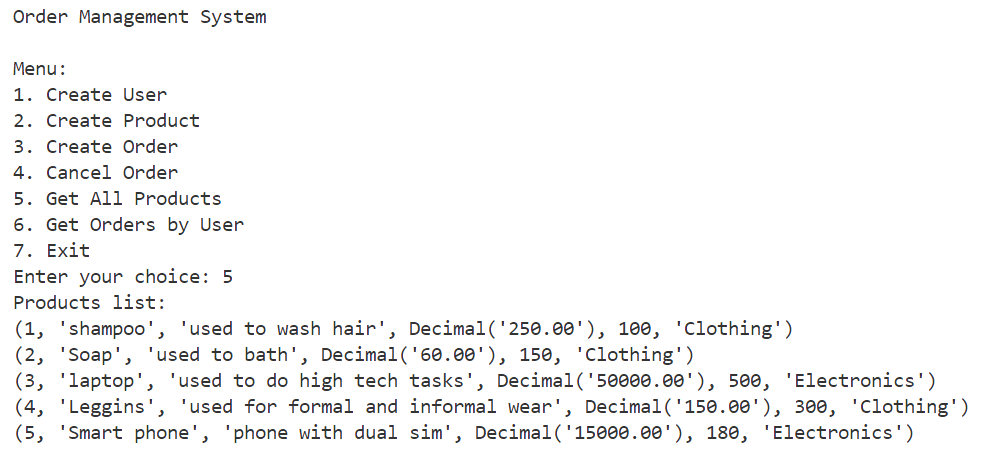 Order Management System
Menu:
1. Create User
2. Create Product
3. Create Order
4. Cancel Order
5. Get All Products
6. Get Orders by User
7. Exit
Enter your choice: 5
Products list:
(1, 'shampoo', 'used to wash hair', Decimal('250.00'), 100, 'Clothing')
(2, 'Soap', 'used to bath', Decimal('60.00'), 150, 'Clothing')
(3, 'laptop', 'used to do high tech tasks', Decimal('50000.00'), 500, 'Electronics')
(4, 'Leggins', 'used for formal and informal wear', Decimal('150.00'), 300, 'Clothing')
(5, 'Smart phone', 'phone with dual sim', Decimal('15000.00'), 180, 'Electronics')